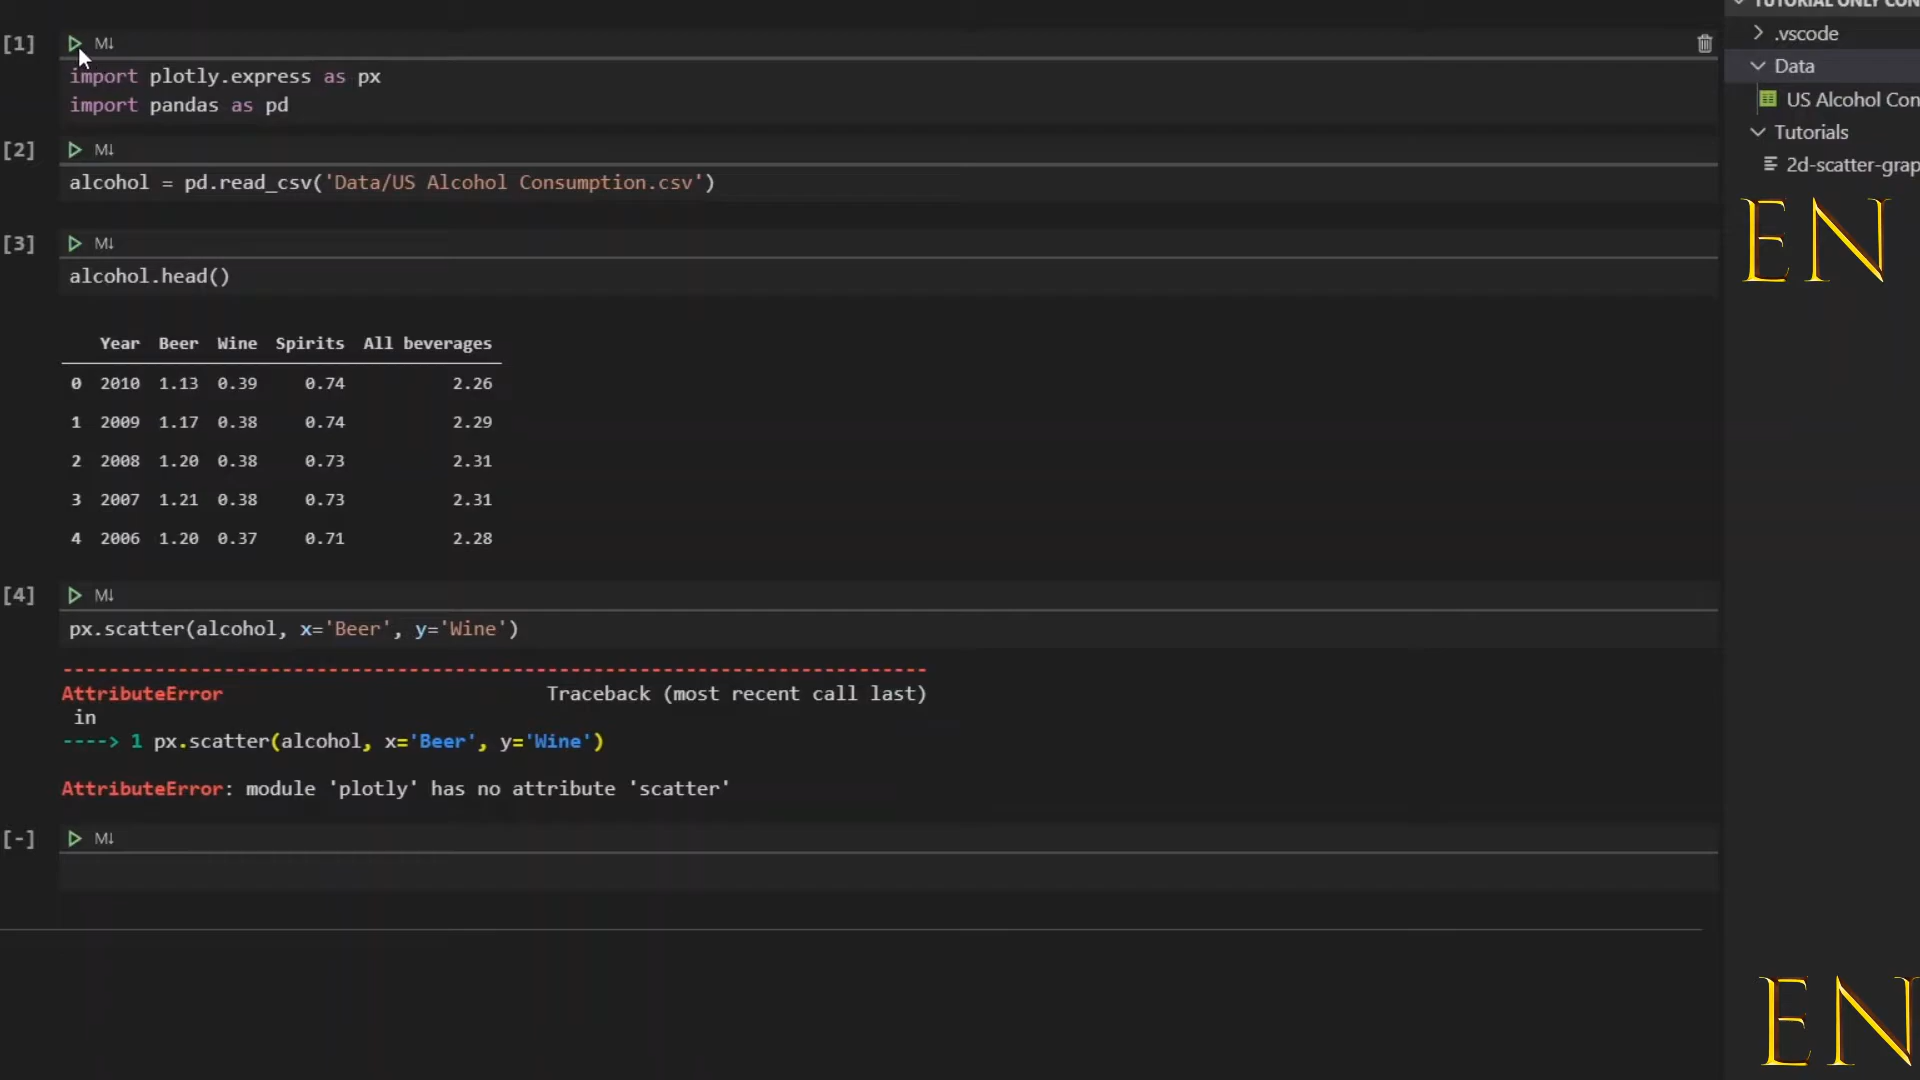 TUTORIAL ONLY CON
[1] M↓
.vscode
import plotly.express as px
Data
import pandas as pd
US Alcohol Con
Tutorials
[2] M↓
2d-scatter-grap
alcohol = pd.read_csv('Data/US Alcohol Consumption.csv')
EN
[3] M↓
alcohol.head()
Year Beer Wine Spirits All beverages
0 2010 1.13 0.39 0.74 2.26
1 2009 1.17 0.38 0.74 2.29
2 2008 1.20 0.38 0.73 2.31
3 2007 1.21 0.38 0.73 2.31
4 2006 1.20 0.37 0.71 2.28
[4] M↓
px.scatter(alcohol, x='Beer', y='Wine')
---------------------------------------------------------------------------
AttributeError Traceback (most recent call last)
in
----> 1 px.scatter(alcohol, x='Beer', y='Wine')
AttributeError: module 'plotly' has no attribute 'scatter'
[-] M↓
EN